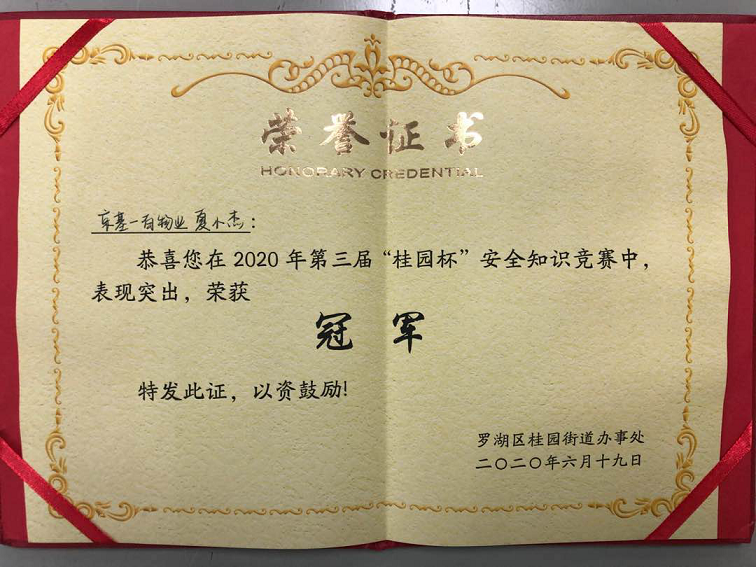 荣誉证书
HONORARY CREDENTIAL
京基一百物业 夏小杰：
恭喜您在2020年第三届“桂园杯”安全知识竞赛中，
表现突出，荣获
冠军
特发此证，以资鼓励！
罗湖区桂园街道办事处
二〇二〇年六月十九日